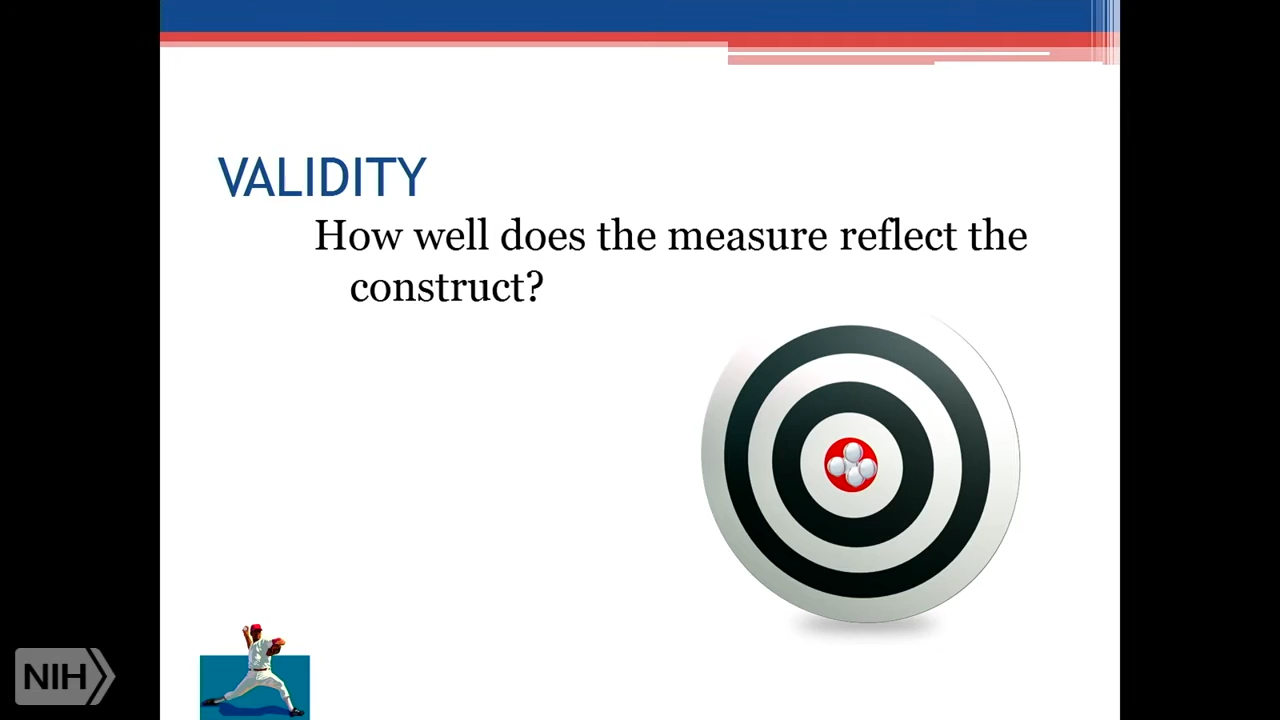 VALIDITY
How well does the measure reflect the
construct?
NIH